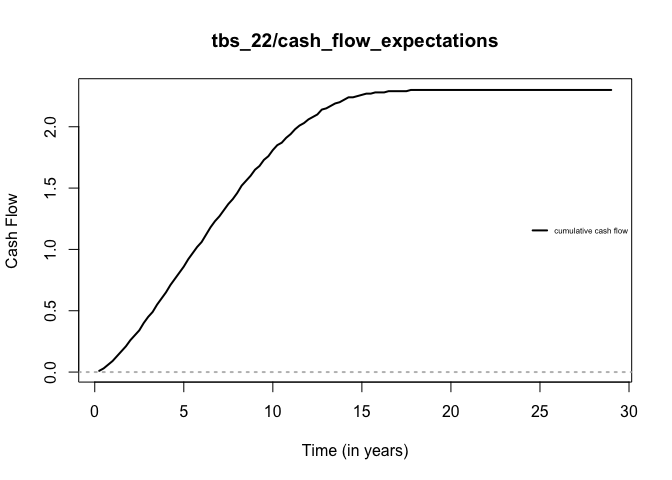 tbs_22/cash_flow_expectations
Cash Flow
2.0
1.5
1.0
0.5
0.0
cumulative cash flow
0 5 10 15 20 25 30
Time (in years)